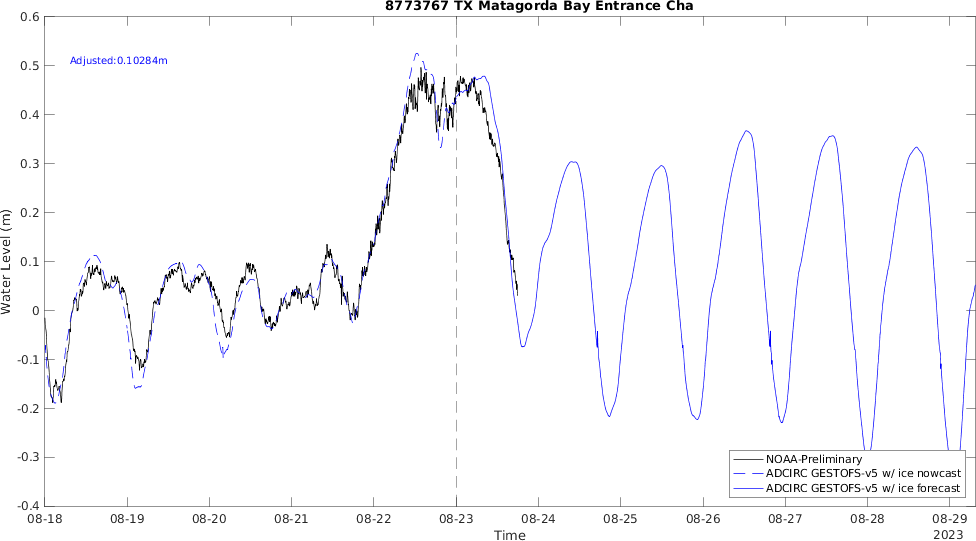 8773767 TX Matagorda Bay Entrance Cha
Adjusted:0.10284m
Water Level (m)
0.6
0.5
0.4
0.3
0.2
0.1
0
-0.1
-0.2
-0.3
-0.4
NOAA-Preliminary
ADCIRC GESTOFS-v5 w/ ice nowcast
ADCIRC GESTOFS-v5 w/ ice forecast
08-18 08-19 08-20 08-21 08-22 08-23 08-24 08-25 08-26 08-27 08-28 08-29
Time
2023